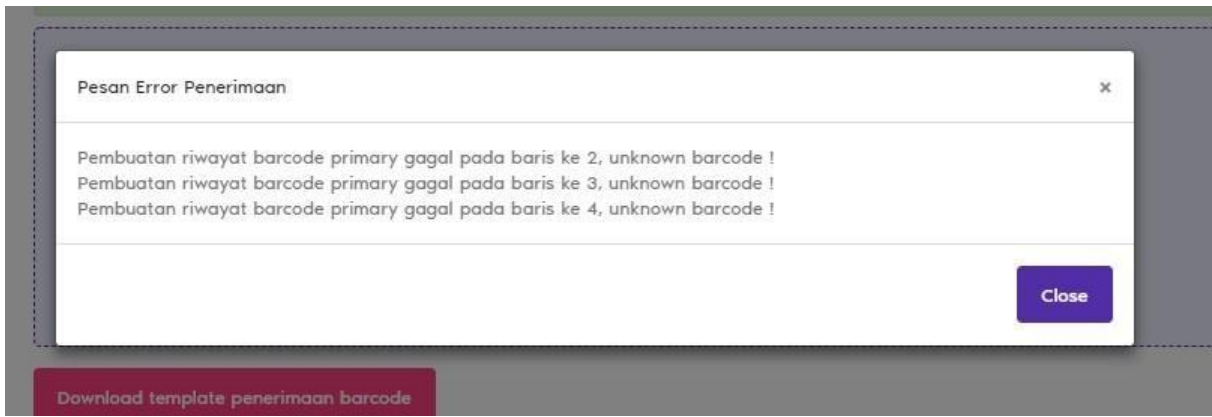 Pesan Error Penerimaan
×
Pembuatan riwayat barcode primary gagal pada baris ke 2, unknown barcode !
Pembuatan riwayat barcode primary gagal pada baris ke 3, unknown barcode !
Pembuatan riwayat barcode primary gagal pada baris ke 4, unknown barcode !
Close
Download template penerimaan barcode